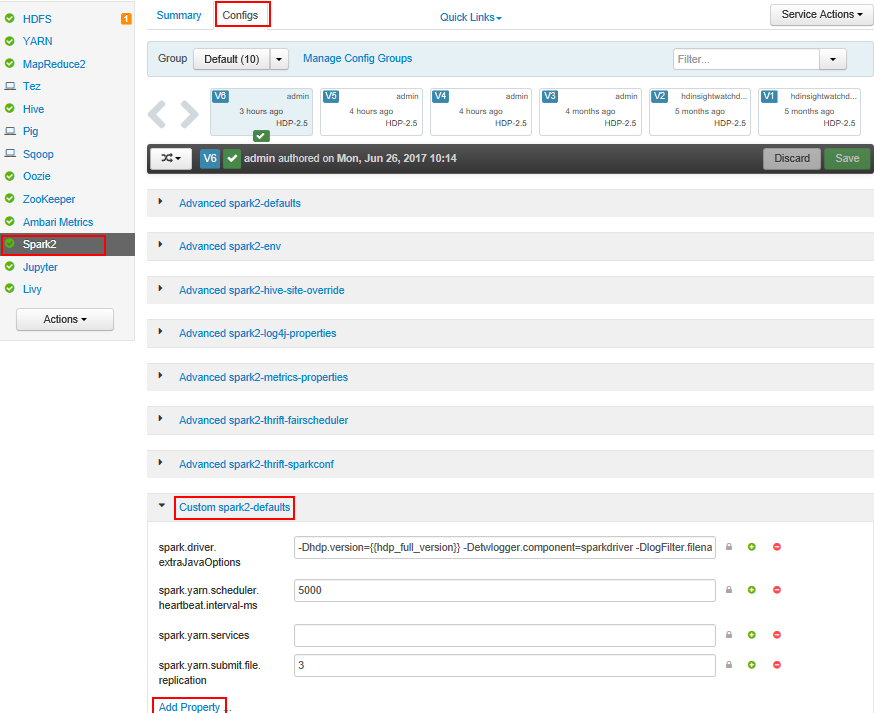 HDFS
1
YARN
MapReduce2
Tez
Hive
Pig
Sqoop
Oozie
ZooKeeper
Ambari Metrics
Spark2
Jupyter
Livy
Actions
Summary
Configs
Quick Links
Service Actions
Group
Default (10)
Manage Config Groups
Filter...
V6 admin
3 hours ago
HDP-2.5
V5 admin
4 hours ago
HDP-2.5
V4 admin
4 hours ago
HDP-2.5
V3 admin
4 months ago
HDP-2.5
V2 hdinsightwatchd...
5 months ago
HDP-2.5
V1 hdinsightwatchd...
5 months ago
HDP-2.5
V6 admin authored on Mon, Jun 26, 2017 10:14
Discard
Save
Advanced spark2-defaults
Advanced spark2-env
Advanced spark2-hive-site-override
Advanced spark2-log4j-properties
Advanced spark2-metrics-properties
Advanced spark2-thrift-fairscheduler
Advanced spark2-thrift-sparkconf
Custom spark2-defaults
spark.driver.
extraJavaOptions
-Dhdp.version={{hdp_full_version}} -Detwlogger.component=sparkdriver -DlogFilter.filena
spark.yarn.scheduler.
heartbeat.interval-ms
5000
spark.yarn.services
spark.yarn.submit.file.
replication
3
Add Property ...